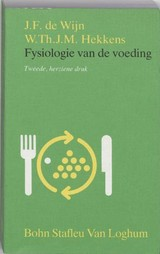 J.F. de Wijn
W.Th.J.M. Hekkens
Fysiologie van de voeding
Tweede, herziene druk
Bohn Stafleu Van Loghum